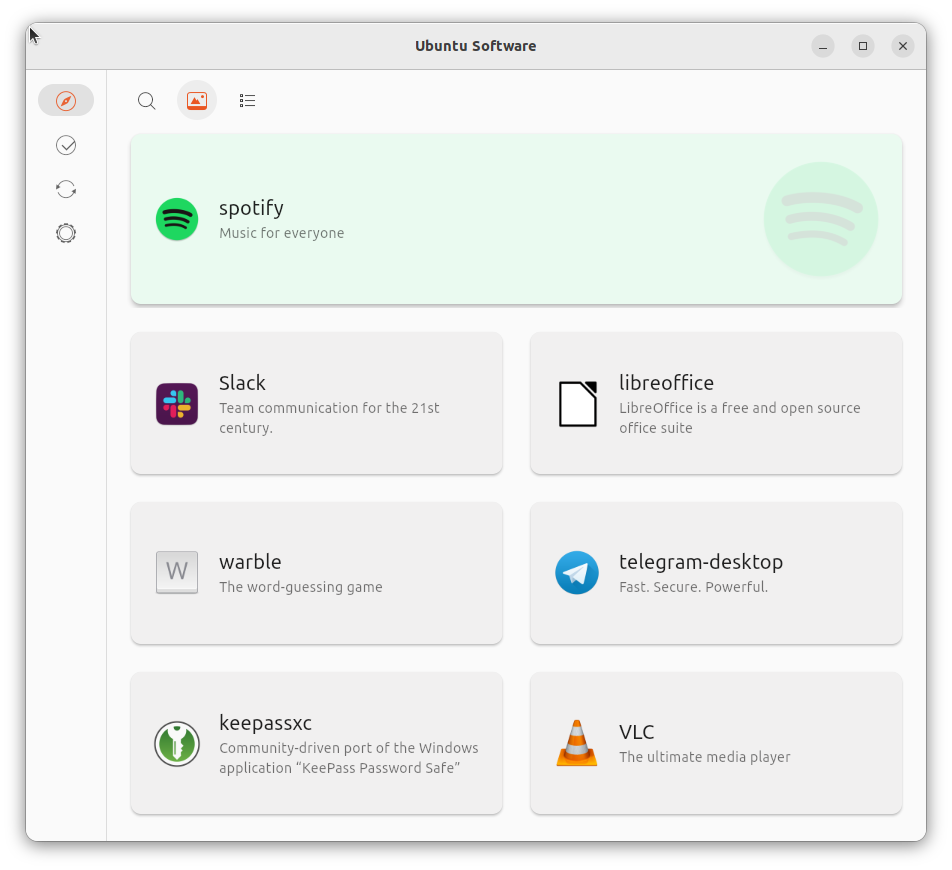 Ubuntu Software
spotify
Music for everyone
Slack
Team communication for the 21st
century.
libreoffice
LibreOffice is a free and open source
office suite
W
warble
The word-guessing game
telegram-desktop
Fast. Secure. Powerful.
keepassxc
Community-driven port of the Windows
application “KeePass Password Safe”
VLC
The ultimate media player